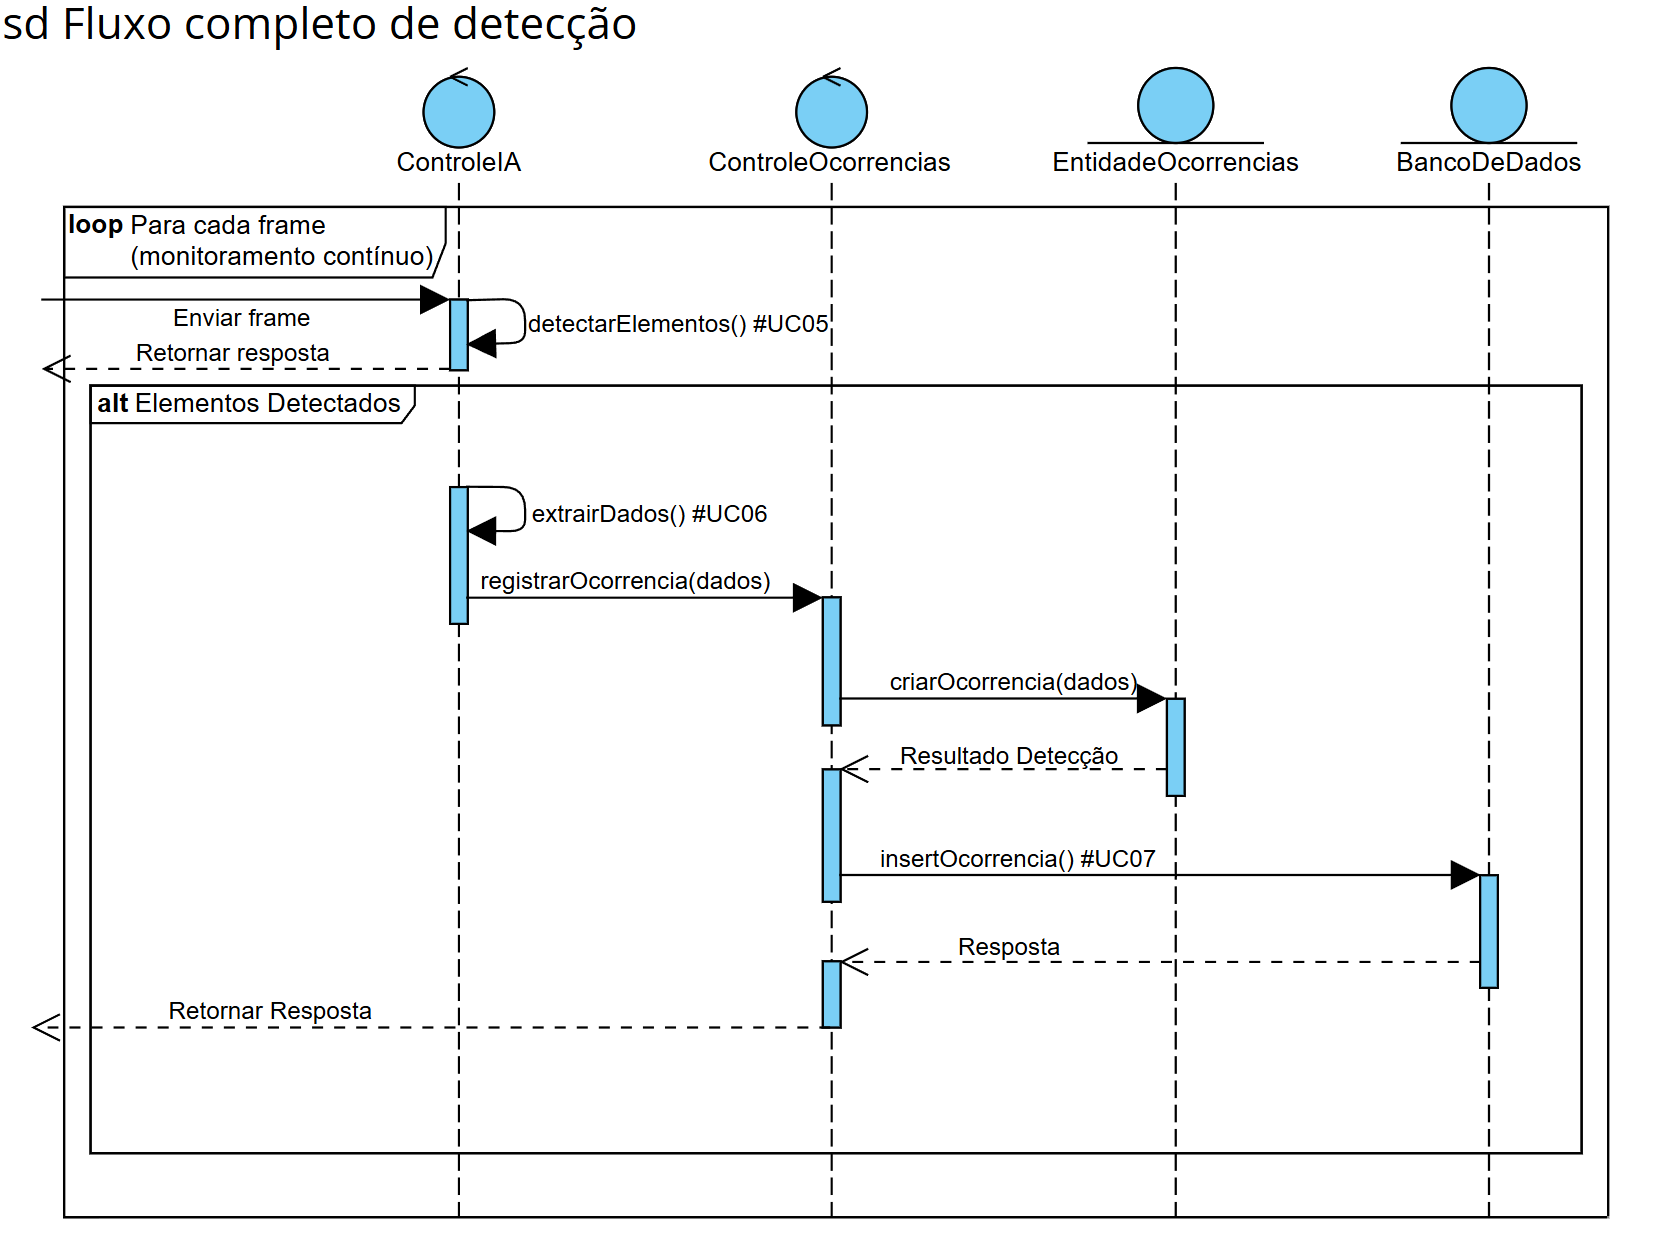 sd Fluxo completo de detecção
ControleIA
ControleOcorrencias
EntidadeOcorrencias
BancoDeDados
loop Para cada frame
(monitoramento contínuo)
Enviar frame
detectarElementos() #UC05
Retornar resposta
alt Elementos Detectados
extrairDados() #UC06
registrarOcorrencia(dados)
criarOcorrencia(dados)
Resultado Detecção
insertOcorrencia() #UC07
Resposta
Retornar Resposta